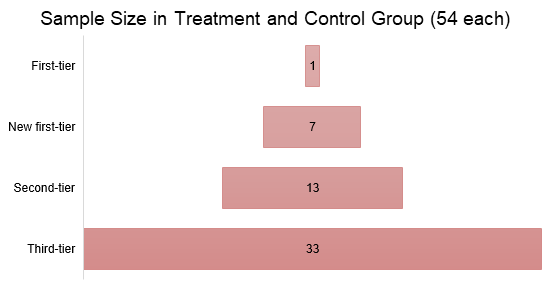 Sample Size in Treatment and Control Group (54 each)
First-tier 1
New first-tier 7
Second-tier 13
Third-tier 33